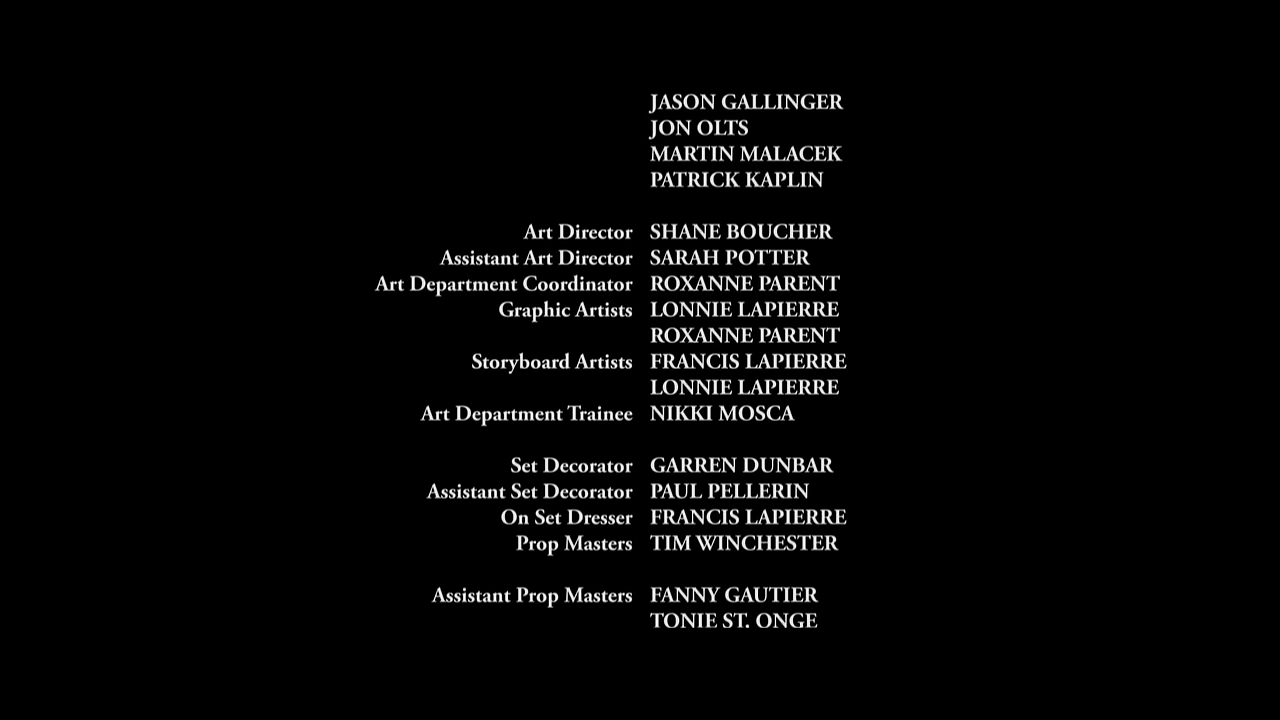 JASON GALLINGER
JON OLTS
MARTIN MALACEK
PATRICK KAPLIN
Art Director SHANE BOUCHER
Assistant Art Director SARAH POTTER
Art Department Coordinator ROXANNE PARENT
Graphic Artists LONNIE LAPIERRE
ROXANNE PARENT
Storyboard Artists FRANCIS LAPIERRE
LONNIE LAPIERRE
Art Department Trainee NIKKI MOSCA
Set Decorator GARREN DUNBAR
Assistant Set Decorator PAUL PELLERIN
On Set Dresser FRANCIS LAPIERRE
Prop Masters TIM WINCHESTER
Assistant Prop Masters FANNY GAUTIER
TONIE ST. ONGE